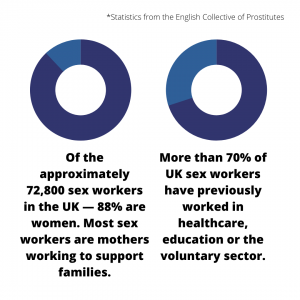 *Statistics from the English Collective of Prostitutes
Of the
approximately
72,800 sex workers
in the UK — 88% are
women. Most sex
workers are mothers
working to support
families.
More than 70% of
UK sex workers
have previously
worked in
healthcare,
education or the
voluntary sector.